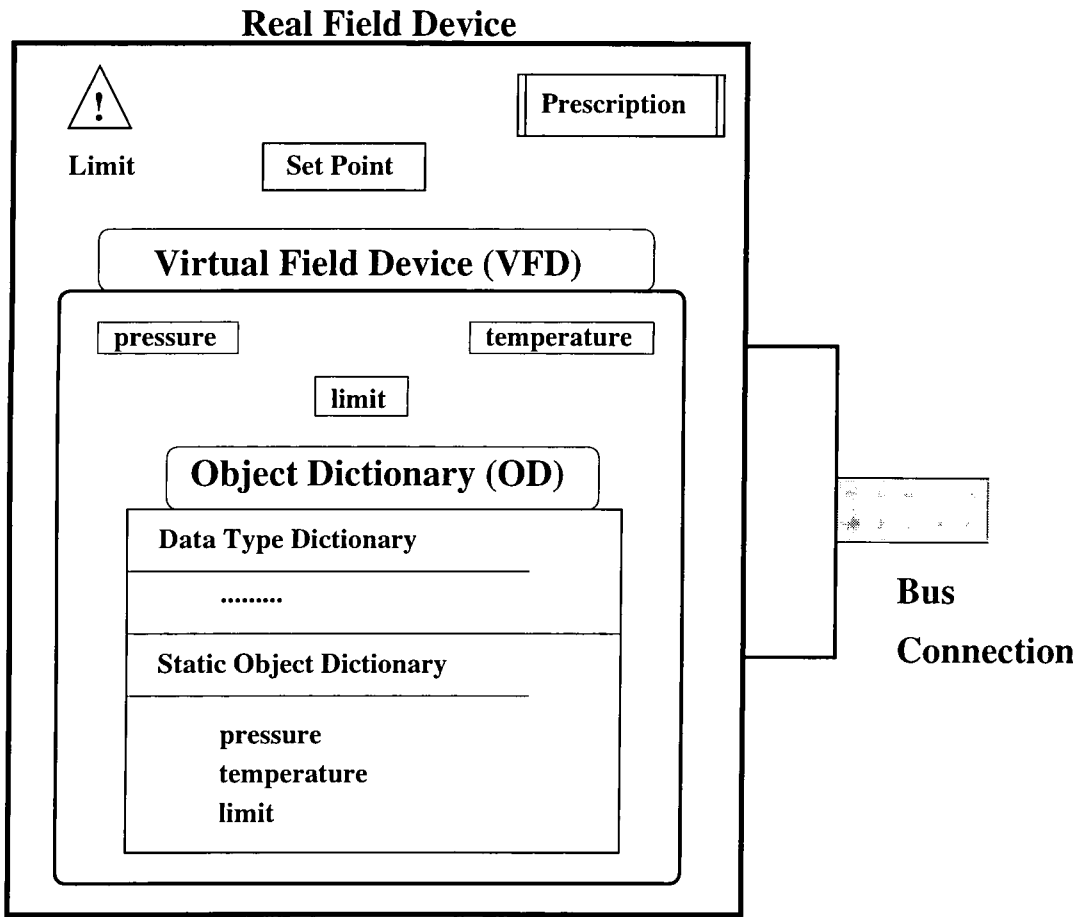 Real Field Device
!
Prescription
Limit
Set Point
Virtual Field Device (VFD)
pressure
temperature
limit
Object Dictionary (OD)
Data Type Dictionary
.........
Static Object Dictionary
pressure
temperature
limit
Bus
Connection